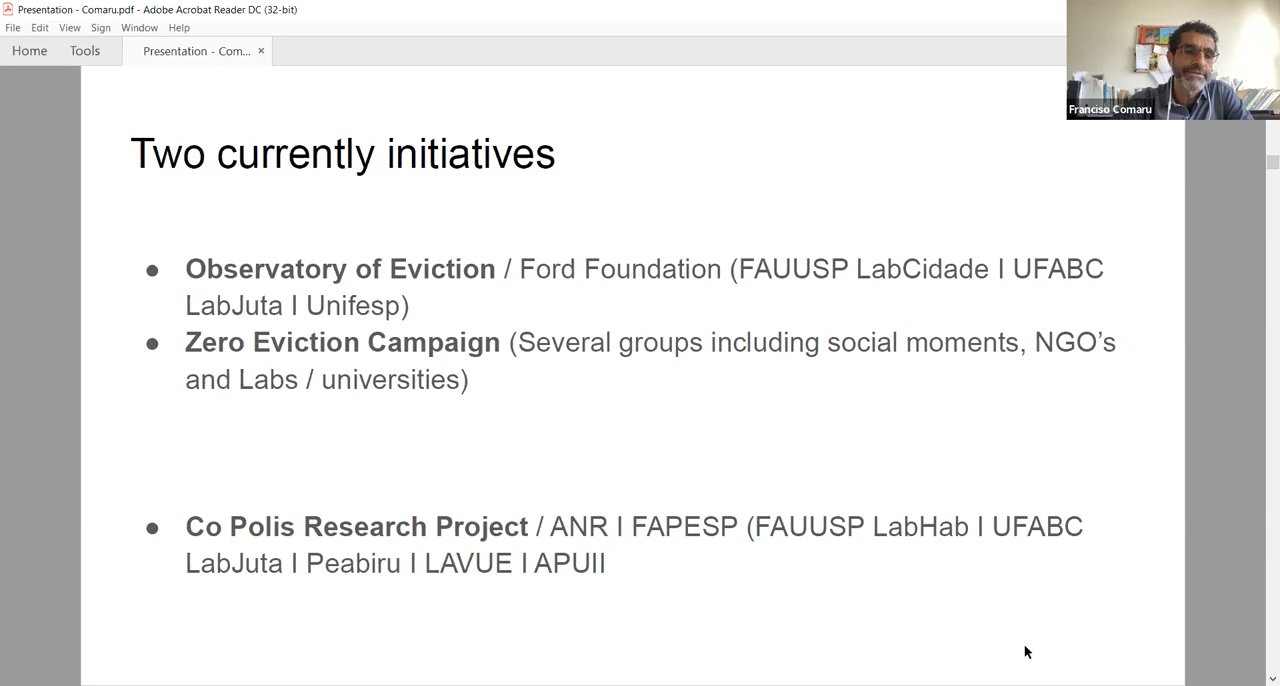 Presentation - Comaru.pdf - Adobe Acrobat Reader DC (32-bit)
File Edit View Sign Window Help
Home Tools Presentation - Com... ×
Franciso Comaru
Two currently initiatives
● Observatory of Eviction / Ford Foundation (FAUUSP LabCidade I UFABC
LabJuta I Unifesp)
● Zero Eviction Campaign (Several groups including social moments, NGO’s
and Labs / universities)
● Co Polis Research Project / ANR I FAPESP (FAUUSP LabHab I UFABC
LabJuta I Peabiru I LAVUE I APUII